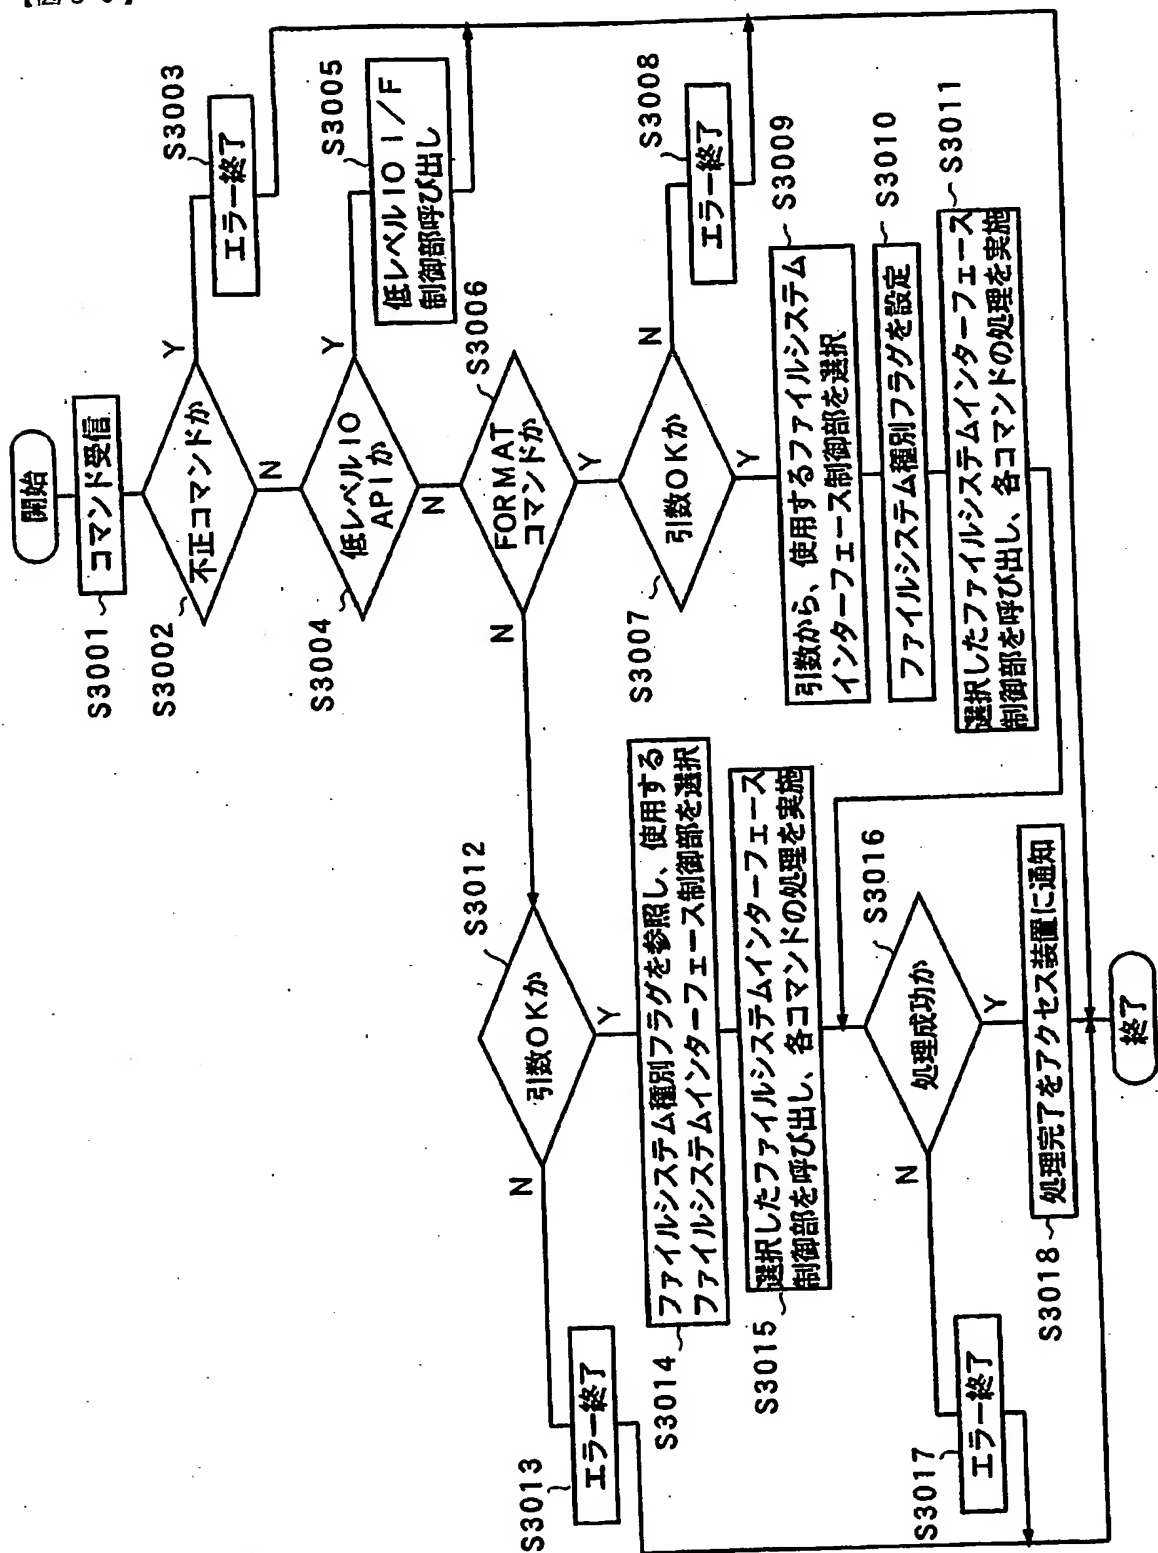 開始
S3001
コマンド受信
S3002
不正コマンドか
Y
N
S3003
エラー終了
S3004
低レベルIO
APIか
Y
N
S3005
低レベルIO I/F
制御部呼び出し
S3006
FORMAT
コマンドか
N
Y
S3007
引数OKか
N
Y
S3008
エラー終了
S3009
引数から、使用するファイルシステム
インターフェース制御部を選択
S3010
ファイルシステム種別フラグを設定
S3011
選択したファイルシステムインターフェース
制御部を呼び出し、各コマンドの処理を実施
S3012
引数OKか
N
Y
S3013
エラー終了
S3014
ファイルシステム種別フラグを参照し、使用する
ファイルシステムインターフェース制御部を選択
S3015
選択したファイルシステムインターフェース
制御部を呼び出し、各コマンドの処理を実施
S3016
処理成功か
N
Y
S3017
エラー終了
S3018
処理完了をアクセス装置に通知
終了